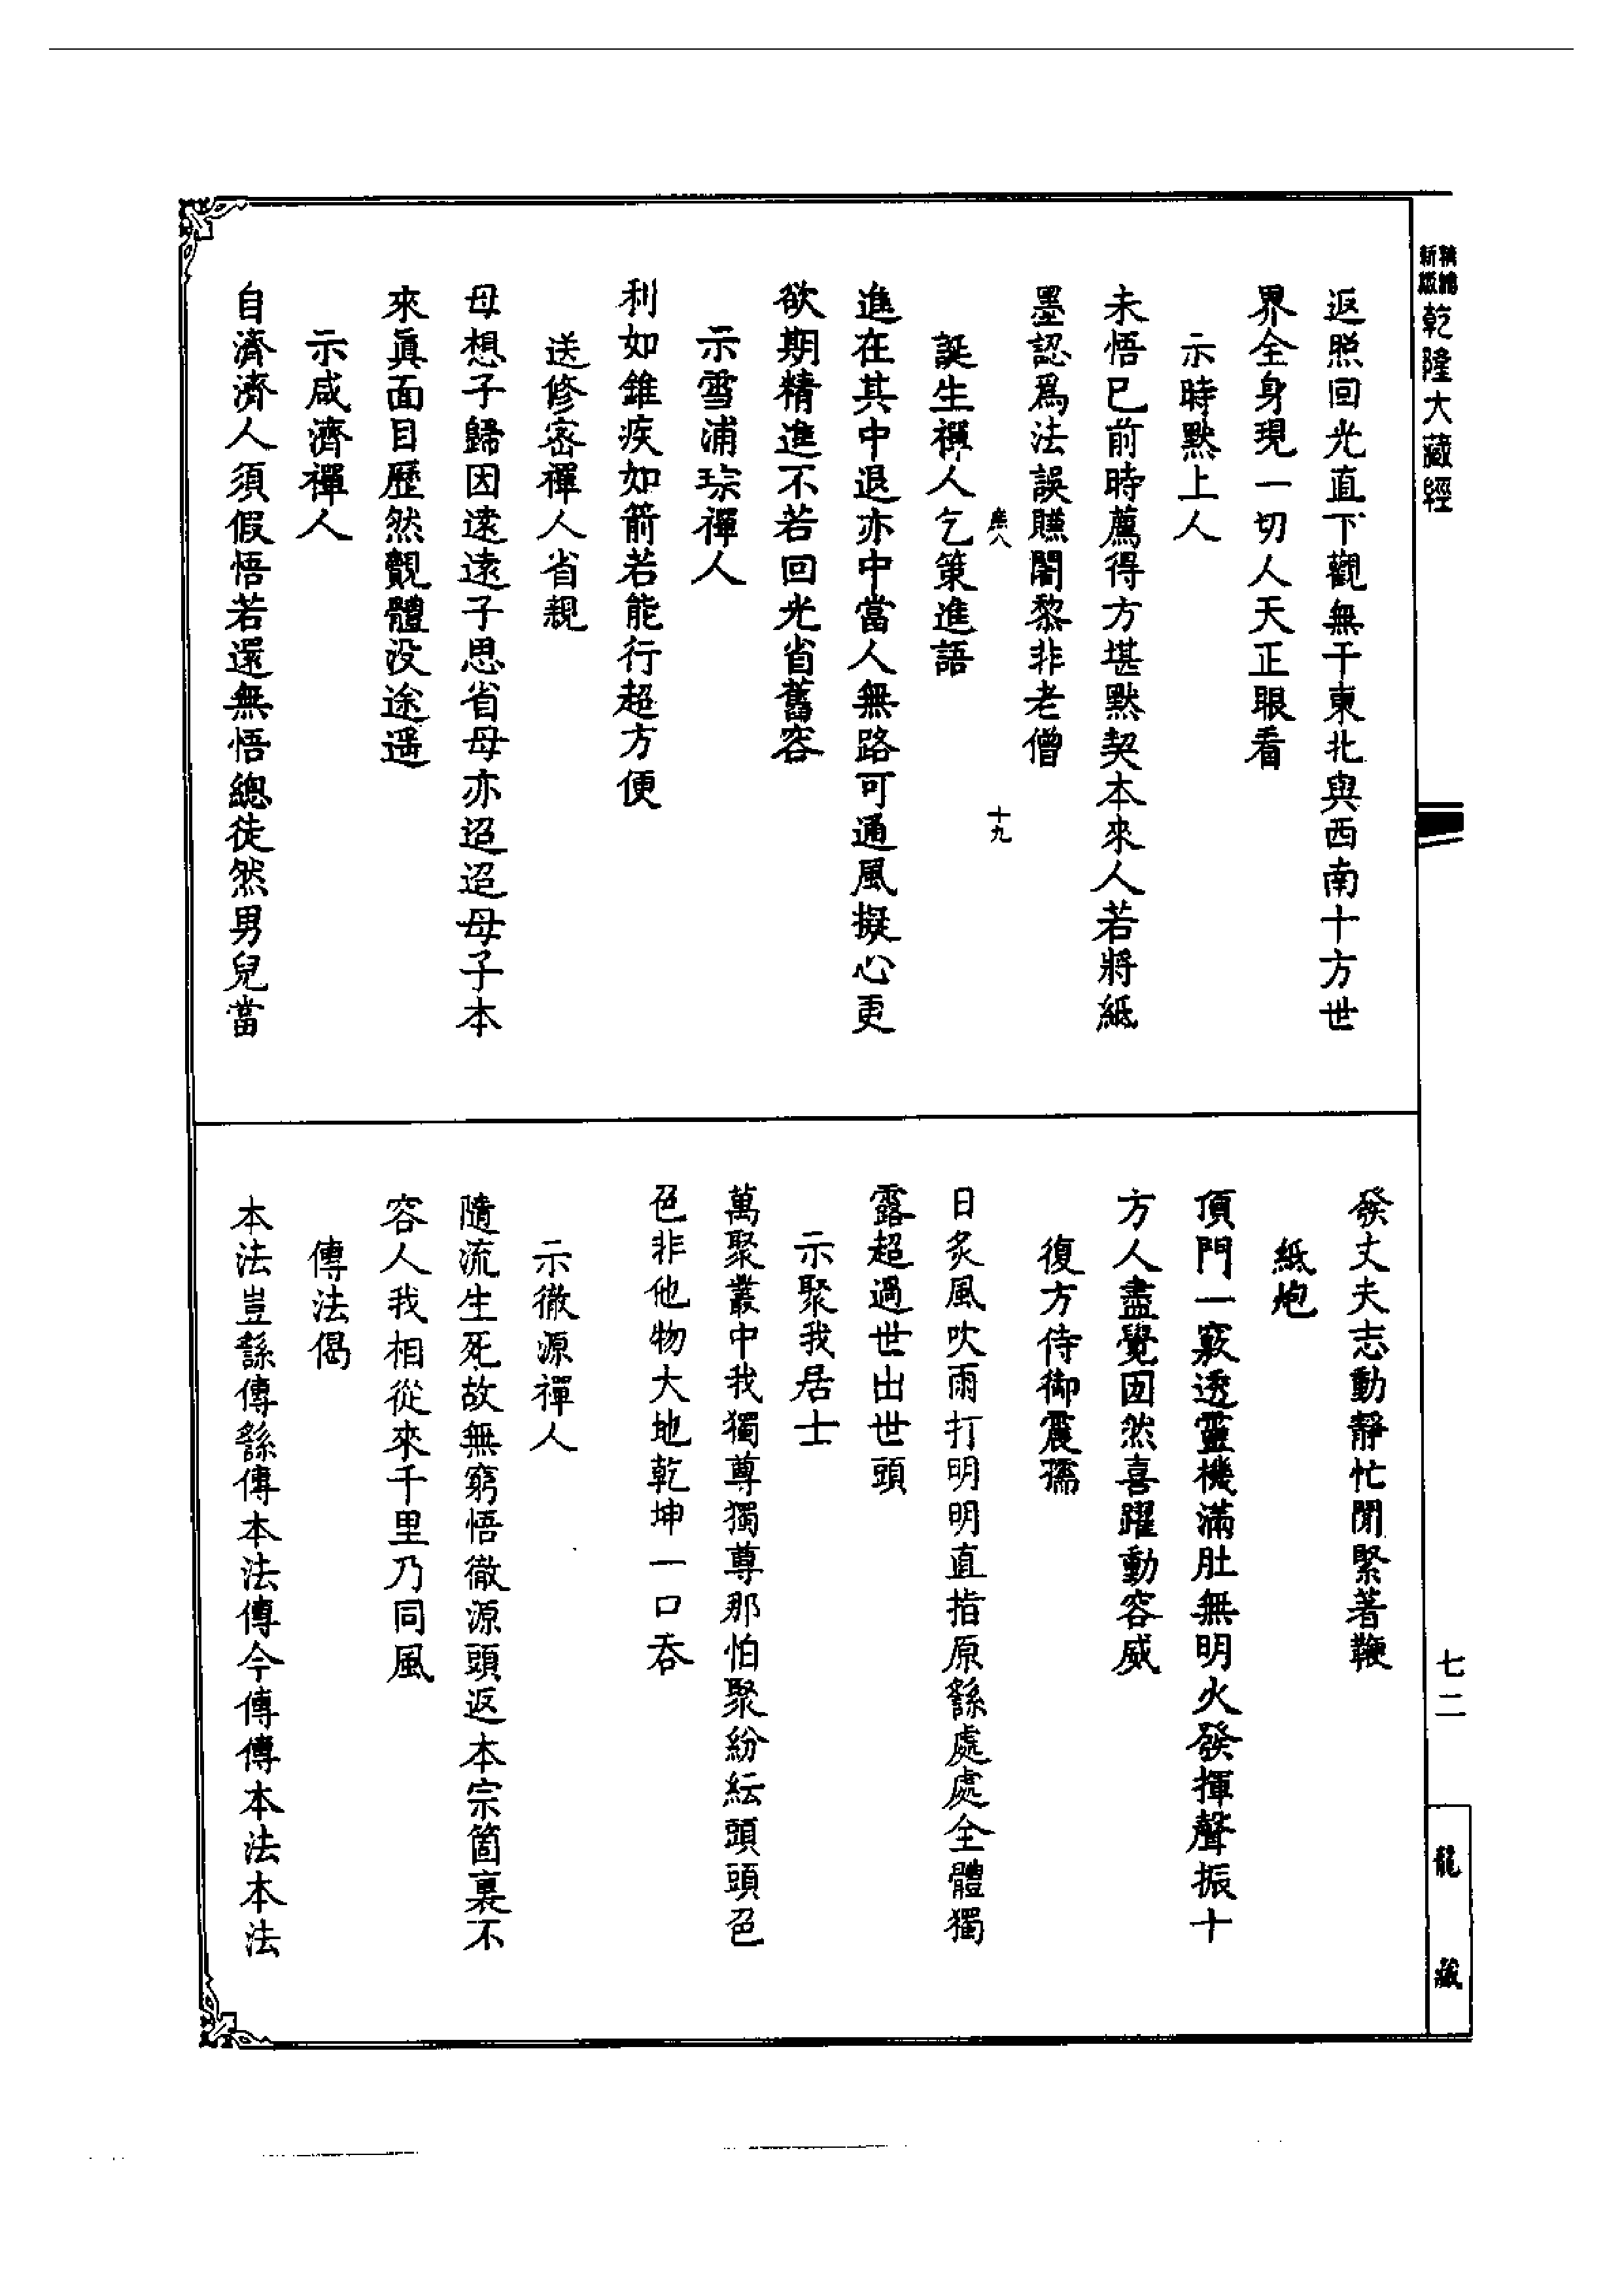 新版
精縮
乾隆大藏經
返照回光直下觀無干東北與西南十方世
界全身現一切人天正眼看
示時默上人
未悟已前時薦得方堪默契本來人若將紙
墨認爲法誤賺闍黎非老僧
十九
誕生禪人乞策進語
進在其中退亦中當人無路可通風擬心更
欲期精進不若回光省舊容
示雪浦琮禪人
利如錐疾如箭若能行超方便
送修密禪人省親
母想子歸因遠遠子思省母亦迢迢母子本
來眞面目歷然覿體沒途遥
示咸濟禪人
自濟濟人須假悟若還無悟總徒然男兒當
發丈夫志動靜忙閒緊著鞭
紙炮
頂門一竅透靈機滿肚無明火發揮聲振十
方人盡覺囡然喜躍動容威
復方侍御震孺
日炙風吹雨打明明直指原繇處處全體獨
露超過世出世頭
示聚我居士
萬聚叢中我獨尊獨尊那怕聚紛紜頭頭色
色非他物大地乾坤一口吞
示徹源禪人
隨流生死故無窮悟徹源頭返本宗箇裏不
容人我相從來千里乃同風
傳法偈
本法豈繇傳繇傳本法傳今傳傳本法本法
七二
龍藏